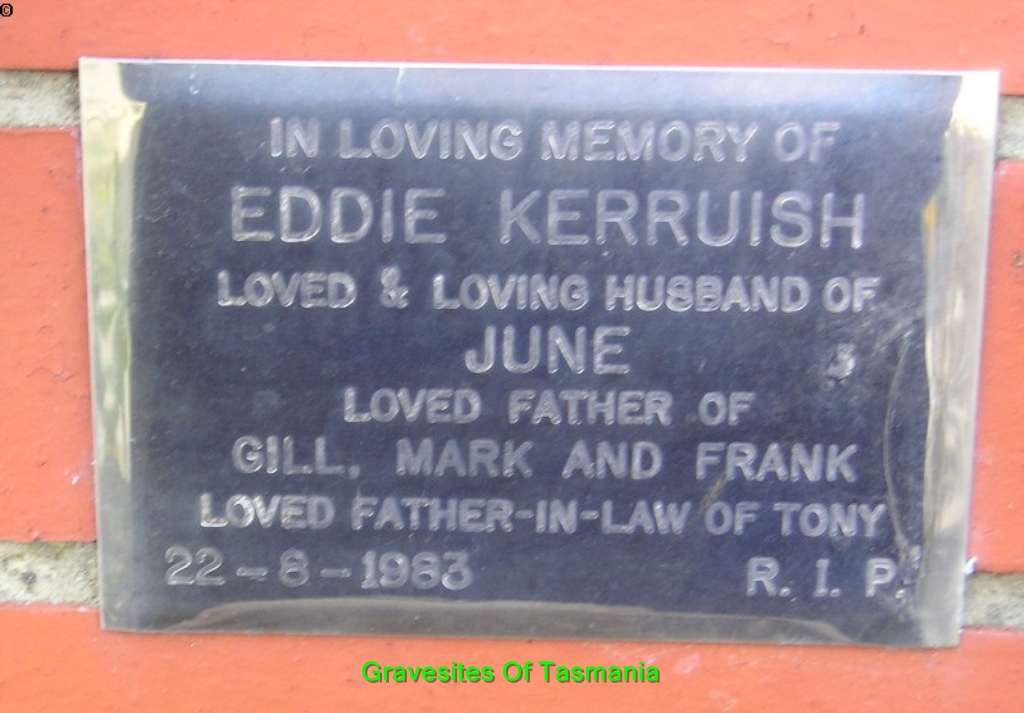 ©
IN LOVING MEMORY OF
EDDIE KERRUISH
LOVED & LOVING HUSBAND OF
JUNE
LOVED FATHER OF
GILL, MARK AND FRANK
LOVED FATHER-IN-LAW OF TONY
22-8-1983 R. I. P.
Gravesites Of Tasmania